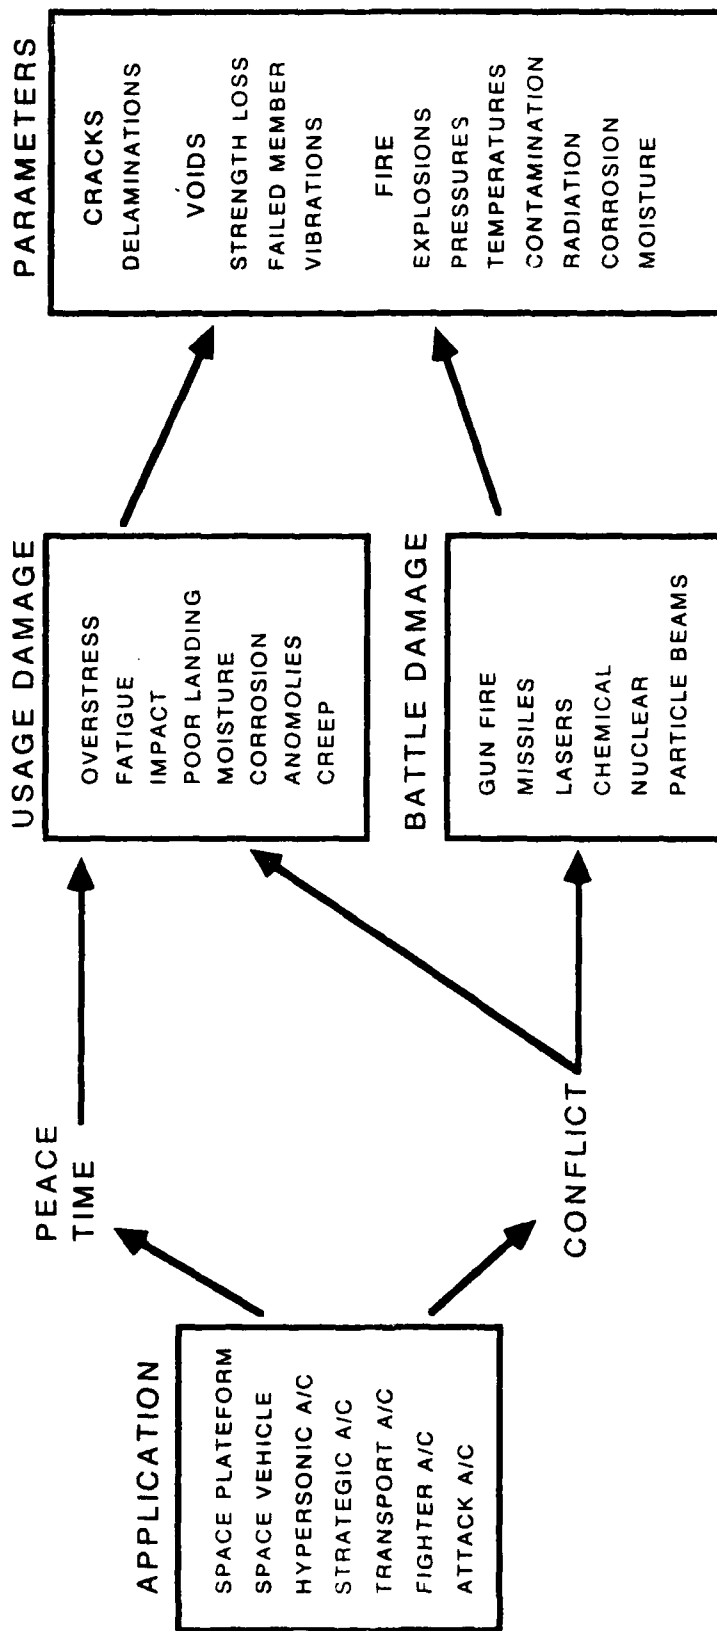 APPLICATION
SPACE PLATEFORM
SPACE VEHICLE
HYPERSONIC A/C
STRATEGIC A/C
TRANSPORT A/C
FIGHTER A/C
ATTACK A/C
PEACE
TIME
CONFLICT
USAGE DAMAGE
OVERSTRESS
FATIGUE
IMPACT
POOR LANDING
MOISTURE
CORROSION
ANOMOLIES
CREEP
BATTLE DAMAGE
GUN FIRE
MISSILES
LASERS
CHEMICAL
NUCLEAR
PARTICLE BEAMS
PARAMETERS
CRACKS
DELAMINATIONS
VOIDS
STRENGTH LOSS
FAILED MEMBER
VIBRATIONS
FIRE
EXPLOSIONS
PRESSURES
TEMPERATURES
CONTAMINATION
RADIATION
CORROSION
MOISTURE